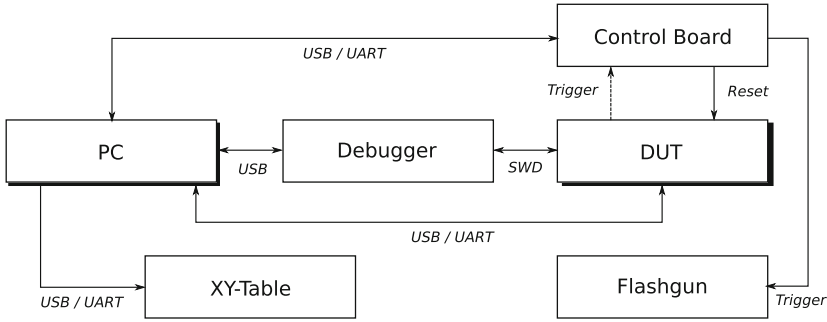 Control Board
USB / UART
Trigger
Reset
PC
Debugger
DUT
USB
SWD
USB / UART
XY-Table
Flashgun
USB / UART
Trigger